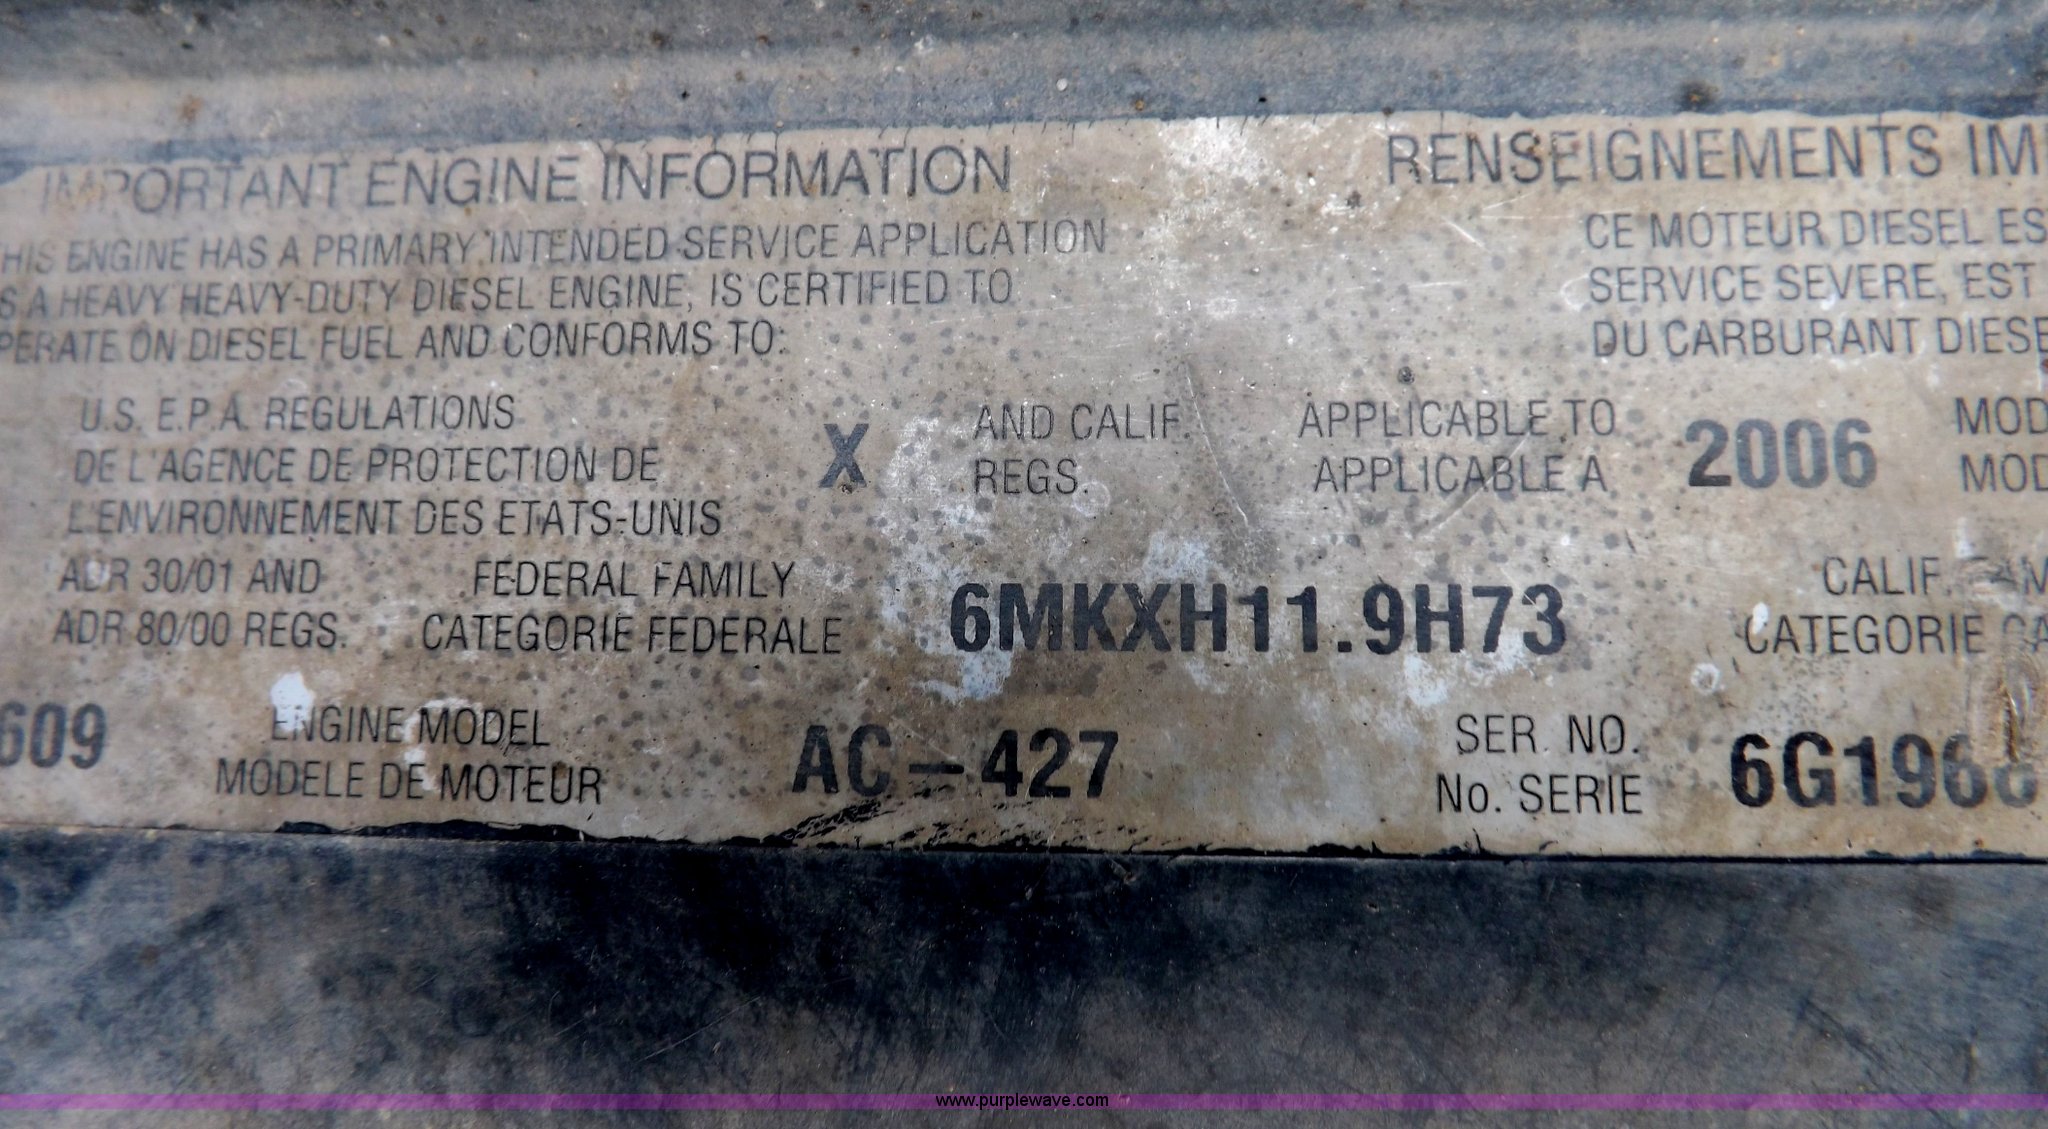 IMPORTANT ENGINE INFORMATION
RENSEIGNEMENTS IM
HIS ENGINE HAS A PRIMARY INTENDED SERVICE APPLICATION
S A HEAVY HEAVY-DUTY DIESEL ENGINE, IS CERTIFIED TO
PERATE ON DIESEL FUEL AND CONFORMS TO:
CE MOTEUR DIESEL ES
SERVICE SEVERE, EST
DU CARBURANT DIESE
U.S. E.P.A. REGULATIONS
DE L'AGENCE DE PROTECTION DE
L'ENVIRONNEMENT DES ETATS-UNIS
X
AND CALIF.
REGS.
APPLICABLE TO
APPLICABLE A
2006
MOD
MOD
ADR 30/01 AND
ADR 80/00 REGS.
FEDERAL FAMILY
CATEGORIE FEDERALE
6MKXH11.9H73
CALIF.
CATEGORIE CA
609
ENGINE MODEL
MODELE DE MOTEUR
AC-427
SER. NO.
No. SERIE
www.purplewave.com